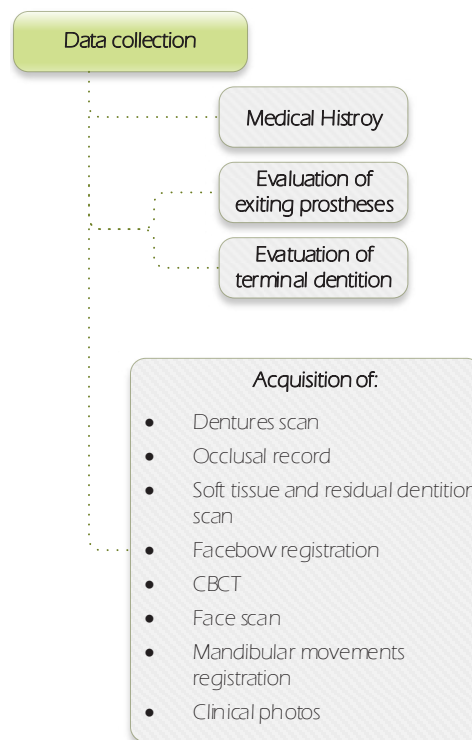 Data collection
Medical Histroy
Evaluation of
exiting prostheses
Evatuation of
terminal dentition
Acquisition of:
• Dentures scan
• Occlusal record
• Soft tissue and residual dentition
scan
• Facebow registration
• CBCT
• Face scan
• Mandibular movements
registration
• Clinical photos